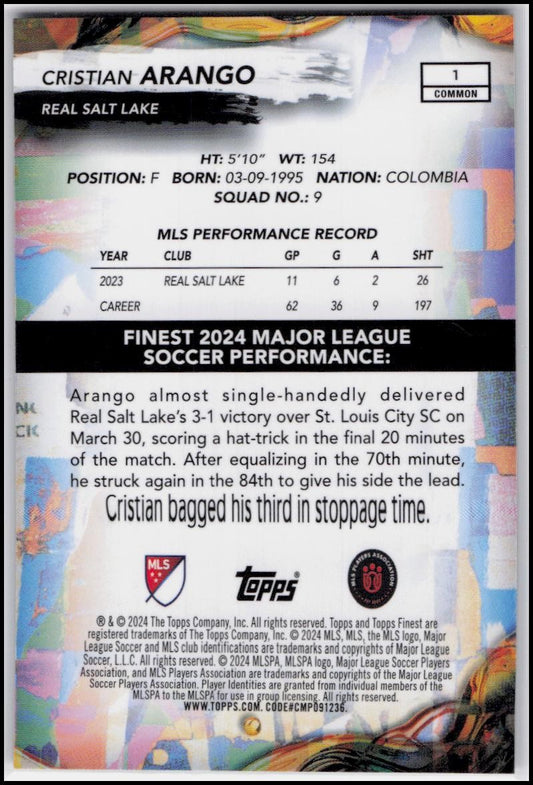 CRISTIAN ARANGO
1
COMMON
REAL SALT LAKE
HT: 5'10" WT: 154
POSITION: F BORN: 03-09-1995 NATION: COLOMBIA
SQUAD NO.: 9
MLS PERFORMANCE RECORD
YEAR CLUB GP G A SHT
2023 REAL SALT LAKE 11 6 2 26
CAREER 62 36 9 197
FINEST 2024 MAJOR LEAGUE
SOCCER PERFORMANCE:
Arango almost single-handedly delivered
Real Salt Lake's 3-1 victory over St. Louis City SC on
March 30, scoring a hat-trick in the final 20 minutes
of the match. After equalizing in the 70th minute,
he struck again in the 84th to give his side the lead.
Cristian bagged his third in stoppage time.
MLS
Topps
MLS PLAYERS ASSOCIATION
® & © 2024 The Topps Company, Inc. All rights reserved. Topps and Topps Finest are
registered trademarks of The Topps Company, Inc. © 2024 MLS, MLS, the MLS logo, Major
League Soccer and MLS club identifications are trademarks and copyrights of Major League
Soccer, L.L.C. All rights reserved. © 2024 MLSPA, MLSPA logo, Major League Soccer Players
Association, and MLS Players Association are trademarks and copyrights of the Major League
Soccer Players Association. Player Identities are granted from individual members of the
MLSPA to the MLSPA for use in group licensing. All rights reserved.
WWW.TOPPS.COM. CODE#CMP091236.